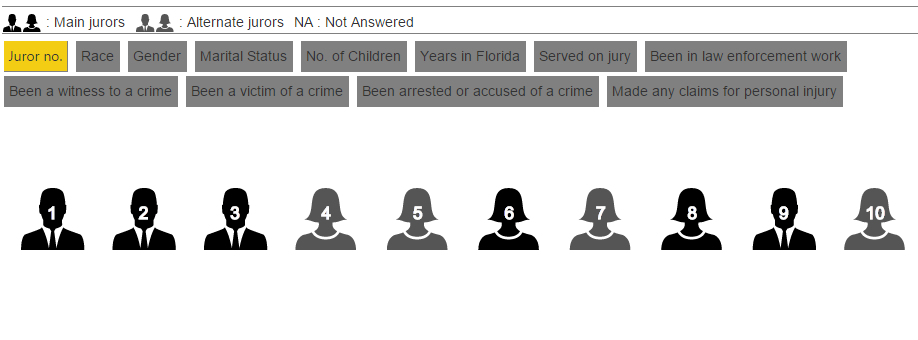 : Main jurors : Alternate jurors NA : Not Answered
Juror no. Race Gender Marital Status No. of Children Years in Florida Served on jury Been in law enforcement work
Been a witness to a crime Been a victim of a crime Been arrested or accused of a crime Made any claims for personal injury
1 2 3 4 5 6 7 8 9 10